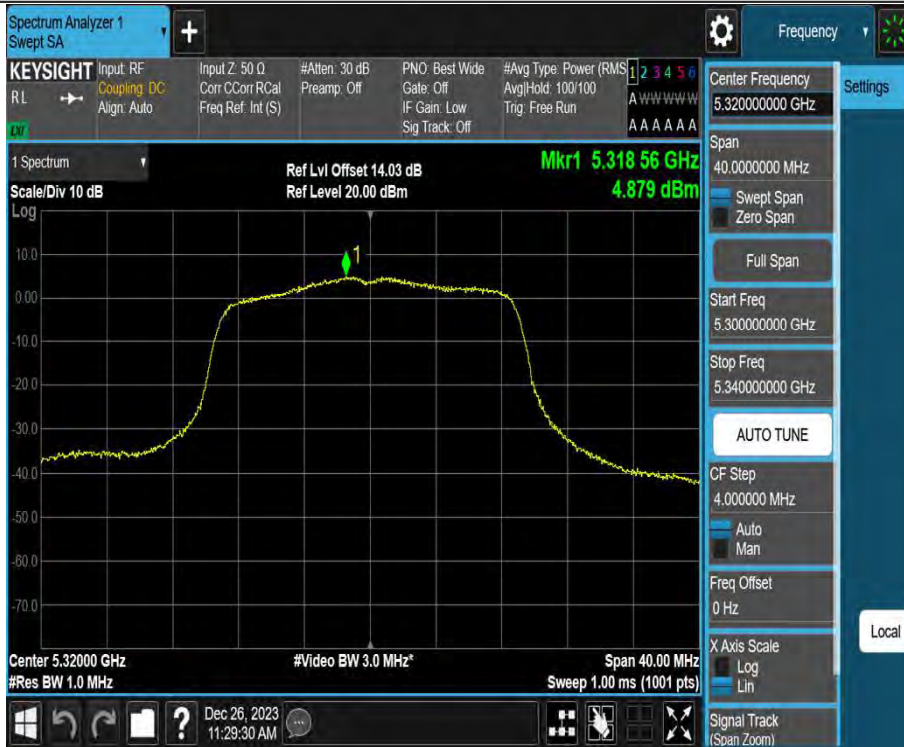 Spectrum Analyzer 1
Swept SA
+
Frequency
KEYSIGHT
RL
LXI
Input: RF
Coupling: DC
Align: Auto
Input Z: 50 Ω
Corr CCorr RCal
Freq Ref: Int (S)
#Atten: 30 dB
Preamp: Off
PNO: Best Wide
Gate: Off
IF Gain: Low
Sig Track: Off
#Avg Type: Power (RMS
Avg|Hold: 100/100
Trig: Free Run
1 2 3 4 5 6
A W W W W W
A A A A A A
Center Frequency
5.320000000 GHz
Settings
Span
40.0000000 MHz
Swept Span
Zero Span
Full Span
Start Freq
5.300000000 GHz
Stop Freq
5.340000000 GHz
AUTO TUNE
CF Step
4.000000 MHz
Auto
Man
Freq Offset
0 Hz
X Axis Scale
Log
Lin
Signal Track
(Span Zoom)
Local
1 Spectrum
Scale/Div 10 dB
Log
Ref Lvl Offset 14.03 dB
Ref Level 20.00 dBm
Mkr1 5.318 56 GHz
4.879 dBm
1
10.0
0.00
-10.0
-20.0
-30.0
-40.0
-50.0
-60.0
-70.0
Center 5.32000 GHz
#Res BW 1.0 MHz
#Video BW 3.0 MHz*
Span 40.00 MHz
Sweep 1.00 ms (1001 pts)
?
Dec 26, 2023
11:29:30 AM